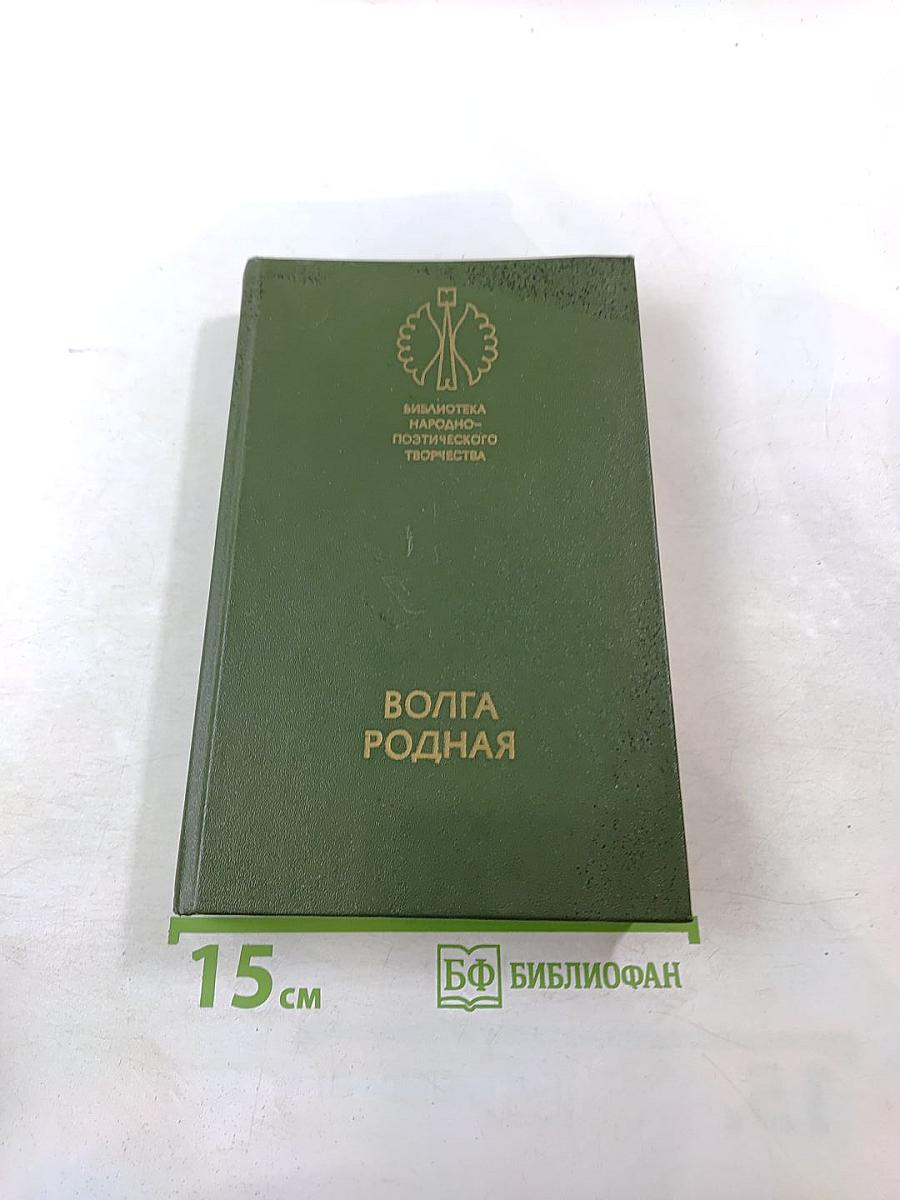 БИБЛИОТЕКА
НАРОДНО-
ПОЭТИЧЕСКОГО
ТВОРЧЕСТВА
ВОЛГА
РОДНАЯ
15 см
БФ БИБЛИОФАН